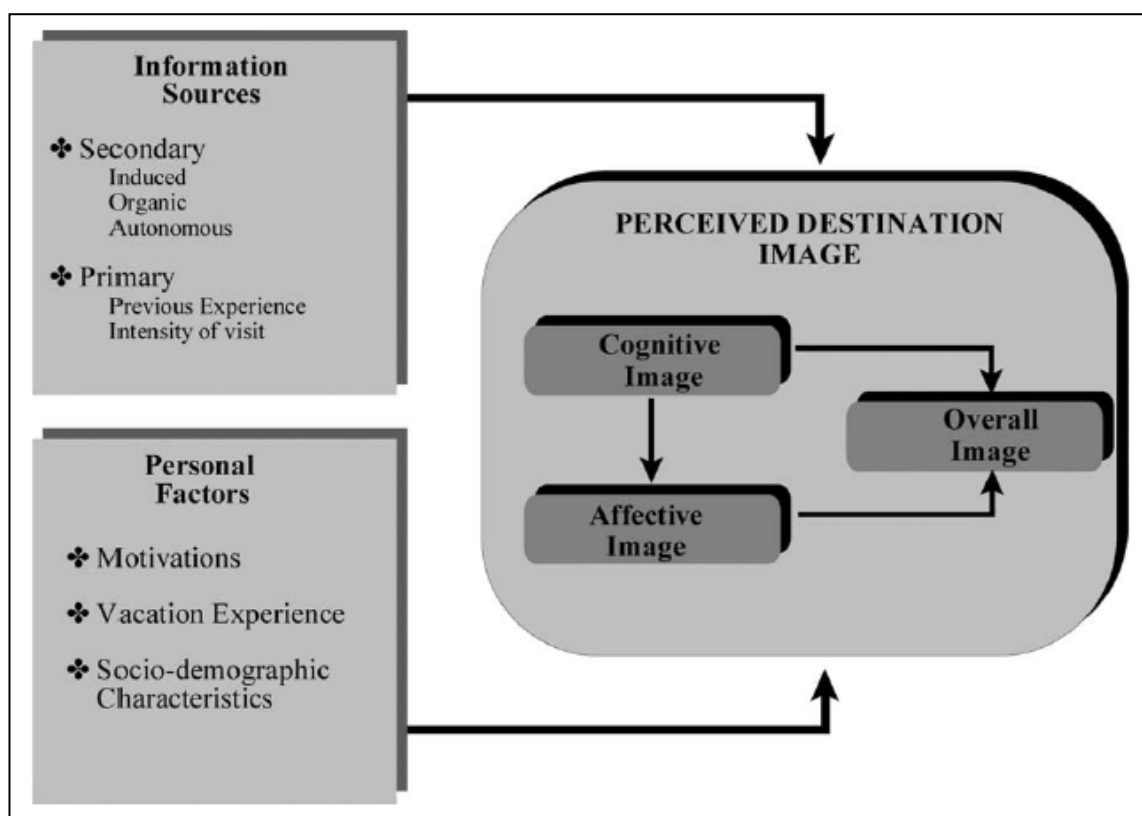 Information
Sources
✤ Secondary
Induced
Organic
Autonomous
✤ Primary
Previous Experience
Intensity of visit
Personal
Factors
✤ Motivations
✤ Vacation Experience
✤ Socio-demographic
Characteristics
PERCEIVED DESTINATION
IMAGE
Cognitive
Image
Affective
Image
Overall
Image